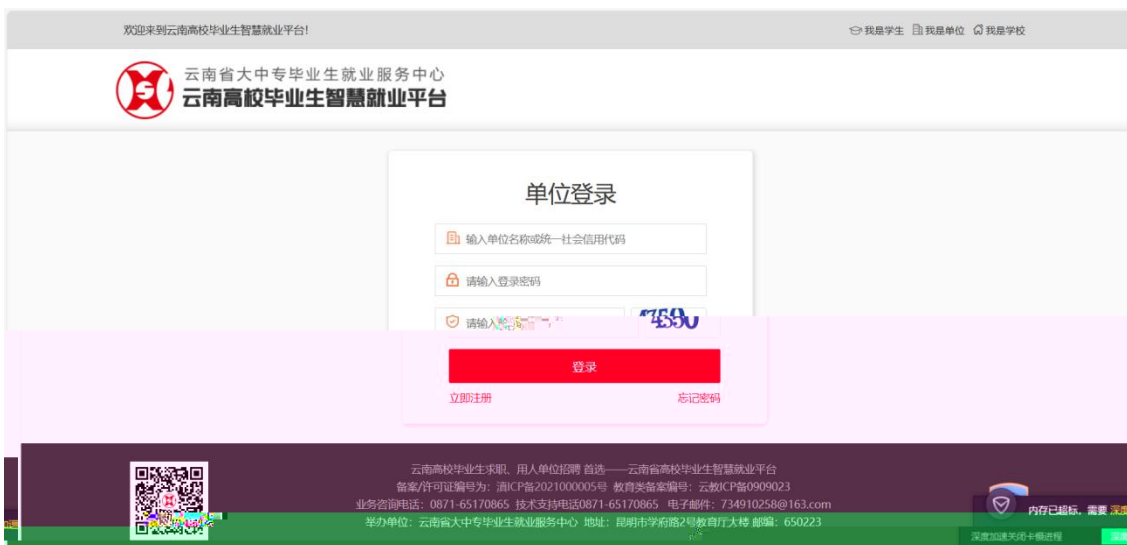 欢迎来到云南高校毕业生智慧就业平台!
我是学生 我是单位 我是学校
云南省大中专毕业生就业服务中心
云南高校毕业生智慧就业平台
单位登录
输入单位名称或统一社会信用代码
请输入登录密码
请输入
登录
立即注册 忘记密码
云南高校毕业生求职、用人单位招聘 首选——云南省高校毕业生智慧就业平台
备案/许可证编号为：滇ICP备2021000005号 教育类备案编号：云教ICP备0909023
业务咨询电话：0871-65170865 技术支持电话0871-65170865 电子邮件：734910258@163.com
举办单位：云南省大中专毕业生就业服务中心 地址：昆明市学府路2号教育厅大楼 邮编：650223
内存已超标，需要 深度
深度加速关闭卡慢进程